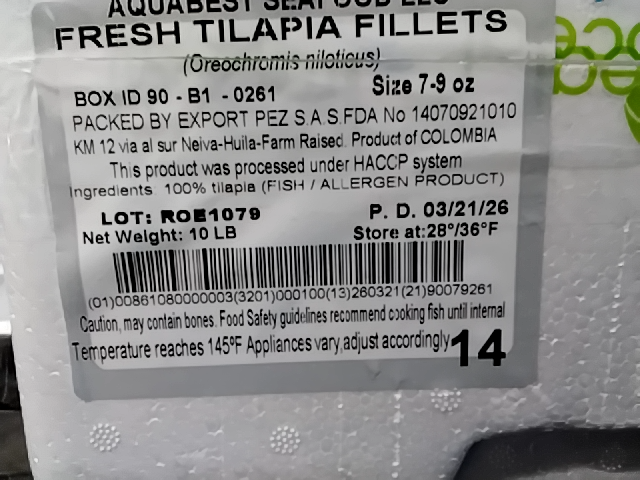 AQUABEST SEAFOOD LLC
FRESH TILAPIA FILLETS
(Oreochromis niloticus)
Size 7-9 oz
BOX ID 90 - B1 - 0261
PACKED BY EXPORT PEZ S.A.S,FDA No 14070921010
KM 12 via al sur Neiva-Huila-Farm Raised. Product of COLOMBIA
This product was processed under HACCP system
Ingredients: 100% tilapia (FISH / ALLERGEN PRODUCT)
LOT: ROE1079 P. D. 03/21/26
Net Weight: 10 LB Store at:28°/36°F
(01)00861080000003(3201)000100(13)260321(21)90079261
Caution, may contain bones. Food Safety guidelines recommend cooking fish until internal
Temperature reaches 145°F Appliances vary,adjust accordingly 14